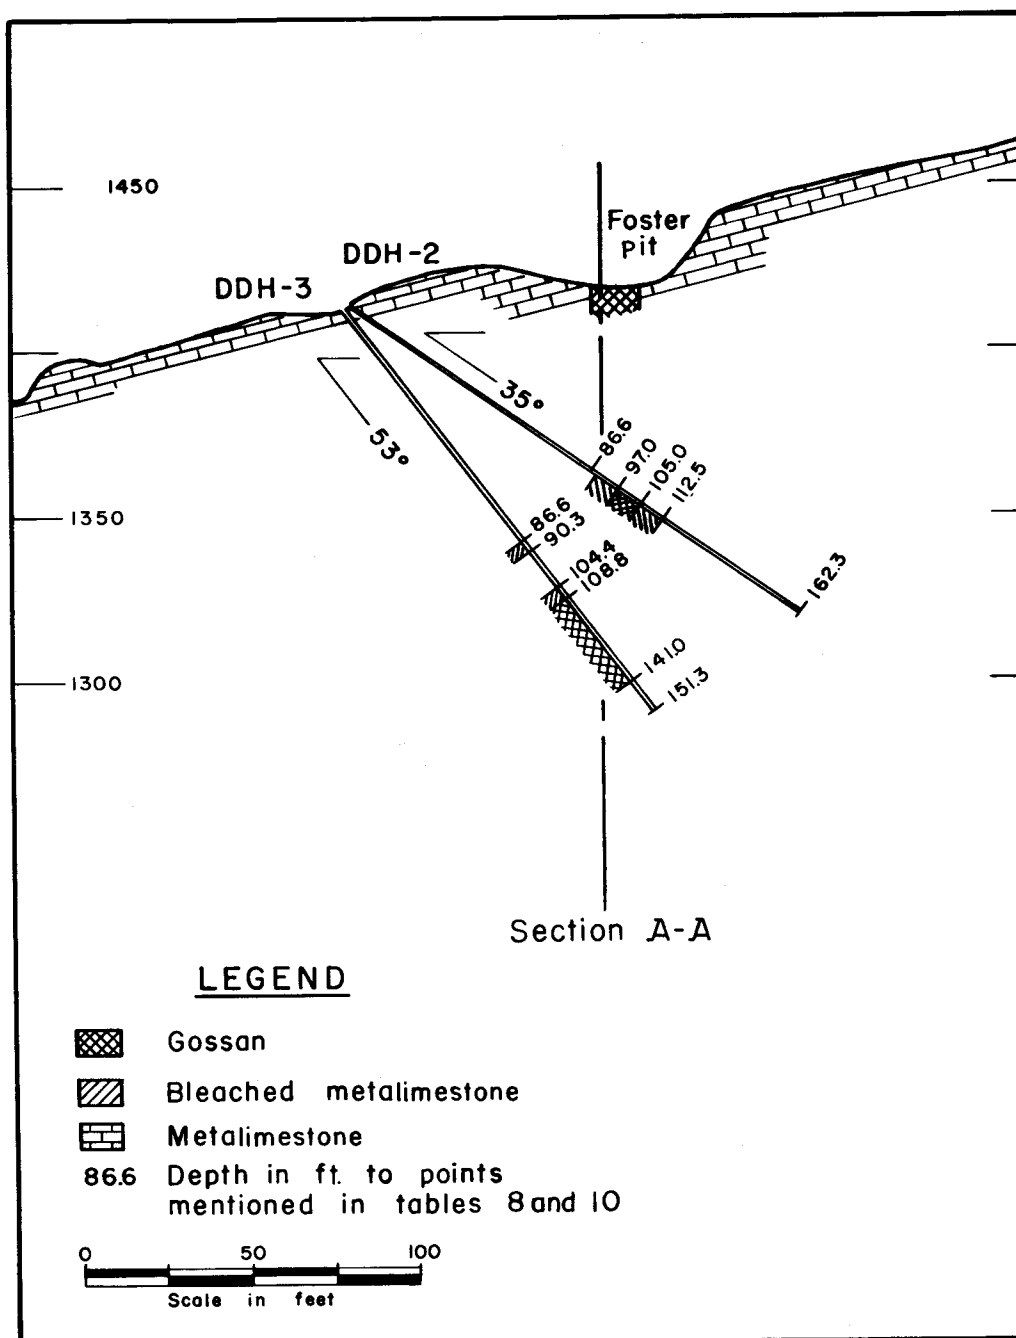 1450
Foster
Pit
DDH-2
DDH-3
35°
53°
86.6
97.0
105.0
112.5
1350
86.6
90.3
104.4
108.8
162.3
1300
141.0
151.3
Section A-A
LEGEND
Gossan
Bleached metalimestone
Metalimestone
86.6 Depth in ft. to points
mentioned in tables 8 and 10
0 50 100
Scale in feet